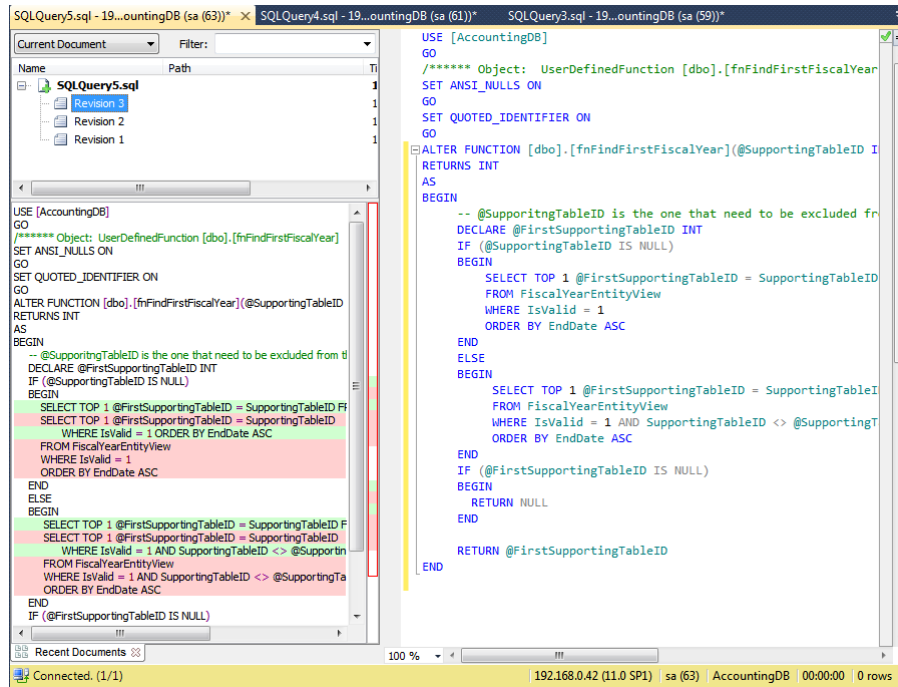 SQLQuery5.sql - 19...ountingDB (sa (63))* SQLQuery4.sql - 19...ountingDB (sa (61))* SQLQuery3.sql - 19...ountingDB (sa (59))*
Current Document Filter:
Name Path Ti
SQLQuery5.sql 1
Revision 3 1
Revision 2 1
Revision 1 1
USE [AccountingDB]
GO
/****** Object: UserDefinedFunction [dbo].[fnFindFirstFiscalYear]
SET ANSI_NULLS ON
GO
SET QUOTED_IDENTIFIER ON
GO
ALTER FUNCTION [dbo].[fnFindFirstFiscalYear](@SupportingTableID
RETURNS INT
AS
BEGIN
-- @SupporitngTableID is the one that need to be excluded from t
DECLARE @FirstSupportingTableID INT
IF (@SupportingTableID IS NULL)
BEGIN
SELECT TOP 1 @FirstSupportingTableID = SupportingTableID F
SELECT TOP 1 @FirstSupportingTableID = SupportingTableID
WHERE IsValid = 1 ORDER BY EndDate ASC
FROM FiscalYearEntityView
WHERE IsValid = 1
ORDER BY EndDate ASC
END
ELSE
BEGIN
SELECT TOP 1 @FirstSupportingTableID = SupportingTableID F
SELECT TOP 1 @FirstSupportingTableID = SupportingTableID
WHERE IsValid = 1 AND SupportingTableID <> @Supportin
FROM FiscalYearEntityView
WHERE IsValid = 1 AND SupportingTableID <> @SupportingTa
ORDER BY EndDate ASC
END
IF (@FirstSupportingTableID IS NULL)
Recent Documents
USE [AccountingDB]
GO
/****** Object: UserDefinedFunction [dbo].[fnFindFirstFiscalYear
SET ANSI_NULLS ON
GO
SET QUOTED_IDENTIFIER ON
GO
ALTER FUNCTION [dbo].[fnFindFirstFiscalYear](@SupportingTableID I
RETURNS INT
AS
BEGIN
-- @SupporitngTableID is the one that need to be excluded fr
DECLARE @FirstSupportingTableID INT
IF (@SupportingTableID IS NULL)
BEGIN
SELECT TOP 1 @FirstSupportingTableID = SupportingTableID
FROM FiscalYearEntityView
WHERE IsValid = 1
ORDER BY EndDate ASC
END
ELSE
BEGIN
SELECT TOP 1 @FirstSupportingTableID = SupportingTableI
FROM FiscalYearEntityView
WHERE IsValid = 1 AND SupportingTableID <> @SupportingT
ORDER BY EndDate ASC
END
IF (@FirstSupportingTableID IS NULL)
BEGIN
RETURN NULL
END
RETURN @FirstSupportingTableID
END
100 %
Connected. (1/1) 192.168.0.42 (11.0 SP1) sa (63) AccountingDB 00:00:00 0 rows